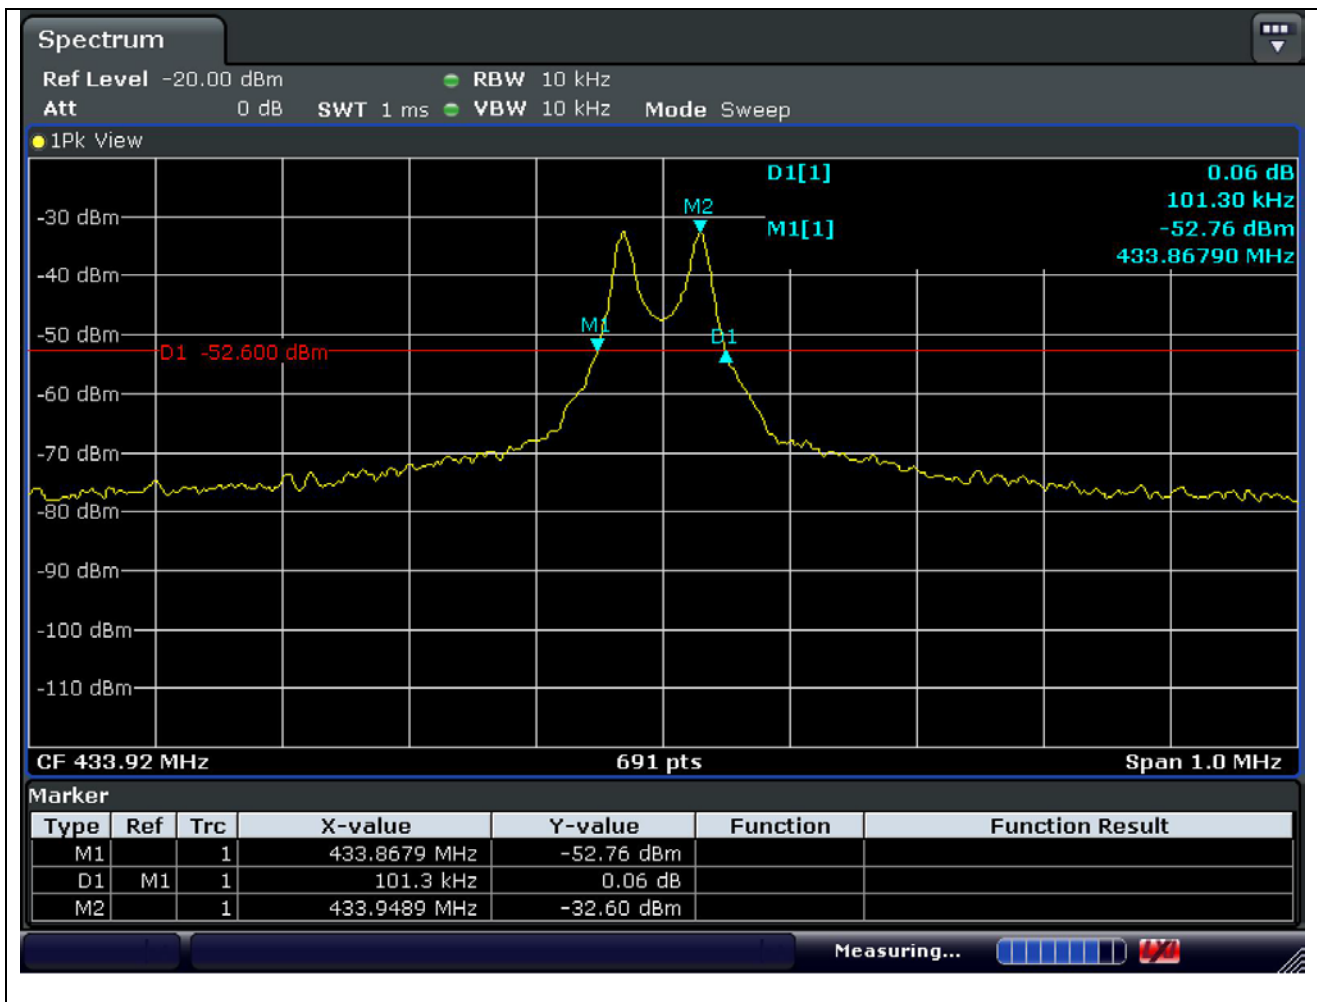 Spectrum
Ref Level -20.00 dBm RBW 10 kHz
Att 0 dB SWT 1 ms VBW 10 kHz Mode Sweep
1Pk View
D1[1] 0.06 dB
101.30 kHz
M1[1] -52.76 dBm
433.86790 MHz
M2
-30 dBm
-40 dBm
M1
D1
-50 dBm
D1 -52.600 dBm
-60 dBm
-70 dBm
-80 dBm
-90 dBm
-100 dBm
-110 dBm
CF 433.92 MHz 691 pts Span 1.0 MHz
Marker
Type Ref Trc X-value Y-value Function Function Result
M1 1 433.8679 MHz -52.76 dBm
D1 M1 1 101.3 kHz 0.06 dB
M2 1 433.9489 MHz -32.60 dBm
Measuring... LXI